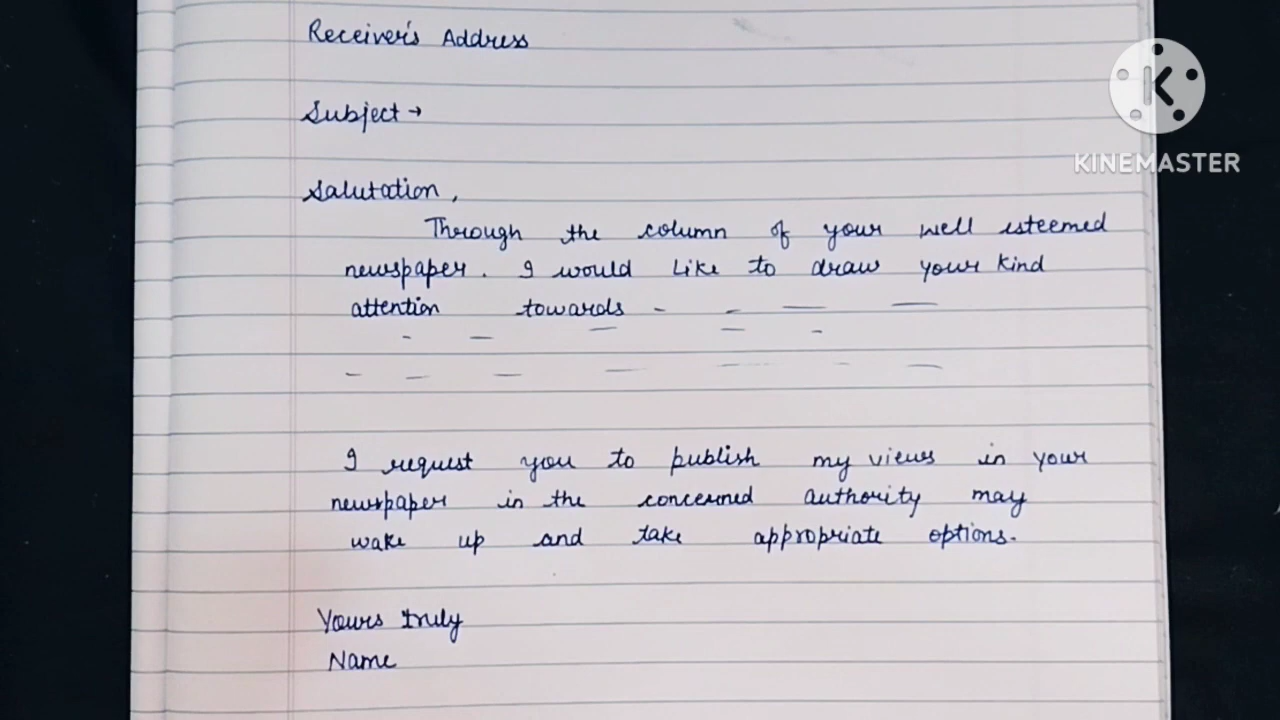 Receiver's Address
KINEMASTER
Subject →
Salutation,
Through the column of your well esteemed
newspaper. I would like to draw your kind
attention towards - - — —
- — — — -
— — — — — — —
I request you to publish my views in your
newspaper in the concerned authority may
wake up and take appropriate options.
Yours truly
Name